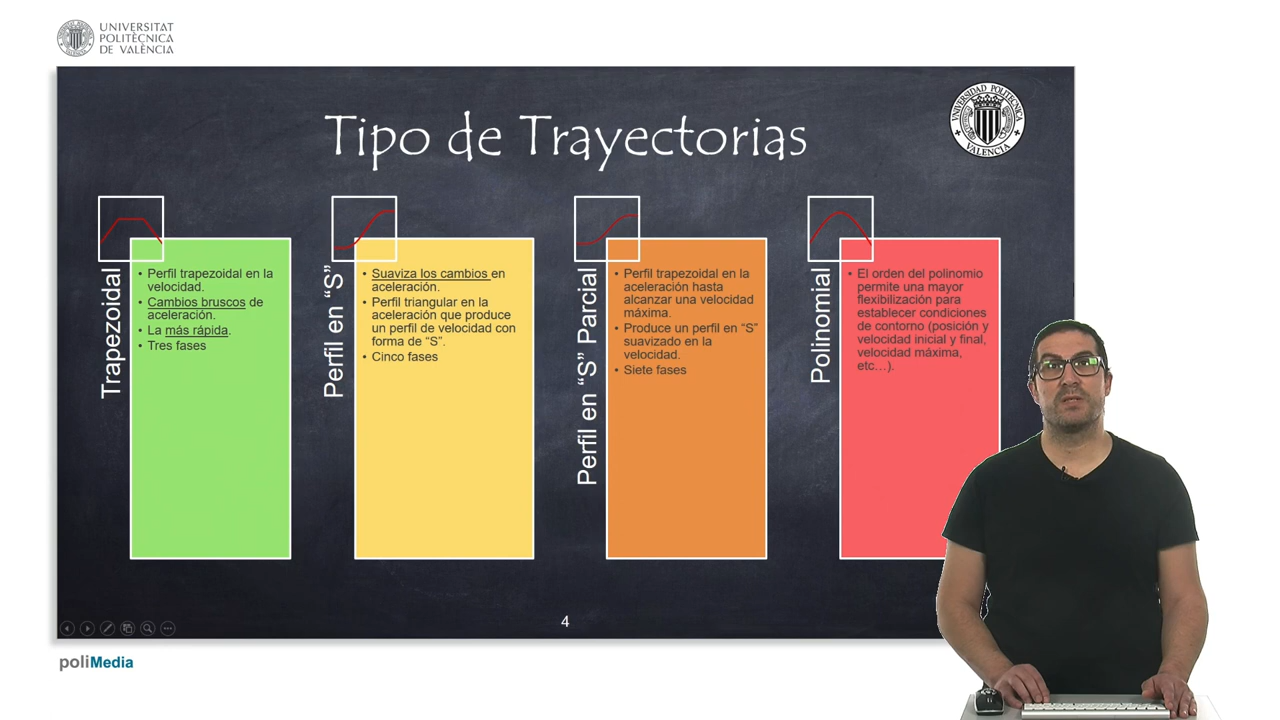 UNIVERSITAT
POLITÈCNICA
DE VALÈNCIA
Tipo de Trayectorias
UNIVERSIDAD POLITECNICA
VALENCIA
Trapezoidal
• Perfil trapezoidal en la
velocidad.
• Cambios bruscos de
aceleración.
• La más rápida.
• Tres fases
Perfil en “S”
• Suaviza los cambios en
aceleración.
• Perfil triangular en la
aceleración que produce
un perfil de velocidad con
forma de “S”.
• Cinco fases
Perfil en “S” Parcial
• Perfil trapezoidal en la
aceleración hasta
alcanzar una velocidad
máxima.
• Produce un perfil en “S”
suavizado en la
velocidad.
• Siete fases
Polinomial
• El orden del polinomio
permite una mayor
flexibilización para
establecer condiciones
de contorno (posición y
velocidad inicial y final,
velocidad máxima,
etc…).
4
poliMedia